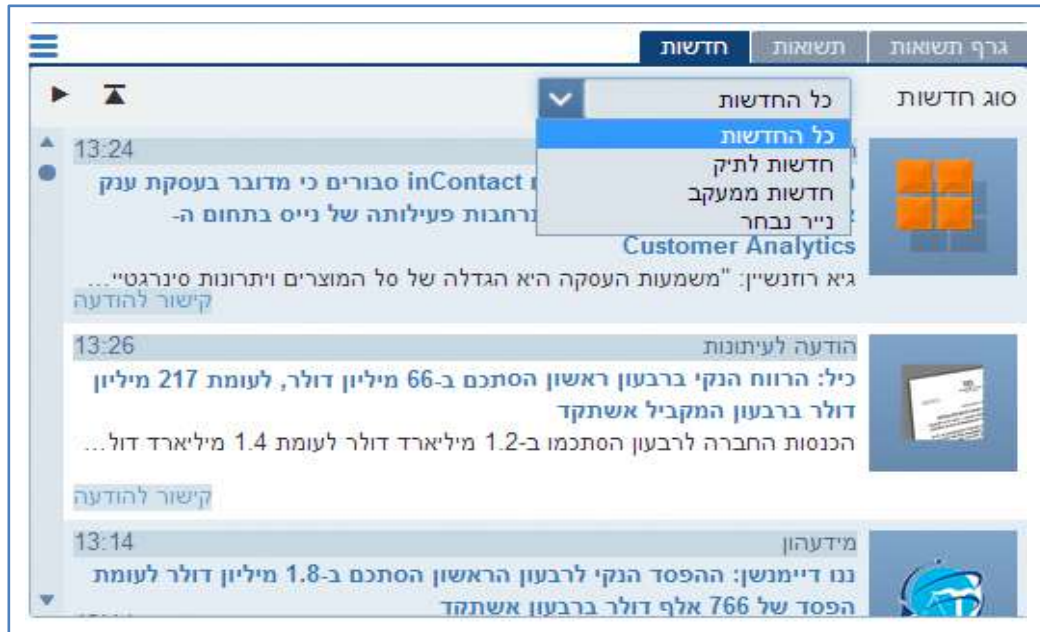 גרף תשואות
תשואות
חדשות
סוג חדשות
כל החדשות
כל החדשות
חדשות לתיק
חדשות ממעקב
נייר נבחר
13:24
inContact סבורים כי מדובר בעסקת ענק
תרחבות פעילותה של נייס בתחום ה-
Customer Analytics
גיא רוזנשיין: "משמעות העסקה היא הגדלה של סל המוצרים ויתרונות סינרגטיי...
קישור להודעה
הודעה לעיתונות 13:26
כיל: הרווח הנקי ברבעון ראשון הסתכם ב-66 מיליון דולר, לעומת 217 מיליון
דולר ברבעון המקביל אשתקד
הכנסות החברה לרבעון הסתכמו ב-1.2 מיליארד דולר לעומת 1.4 מיליארד דול...
קישור להודעה
מידעהון 13:14
ננו דיימנשן: ההפסד הנקי לרבעון הראשון הסתכם ב-1.8 מיליון דולר לעומת
הפסד של 766 אלף דולר ברבעון אשתקד